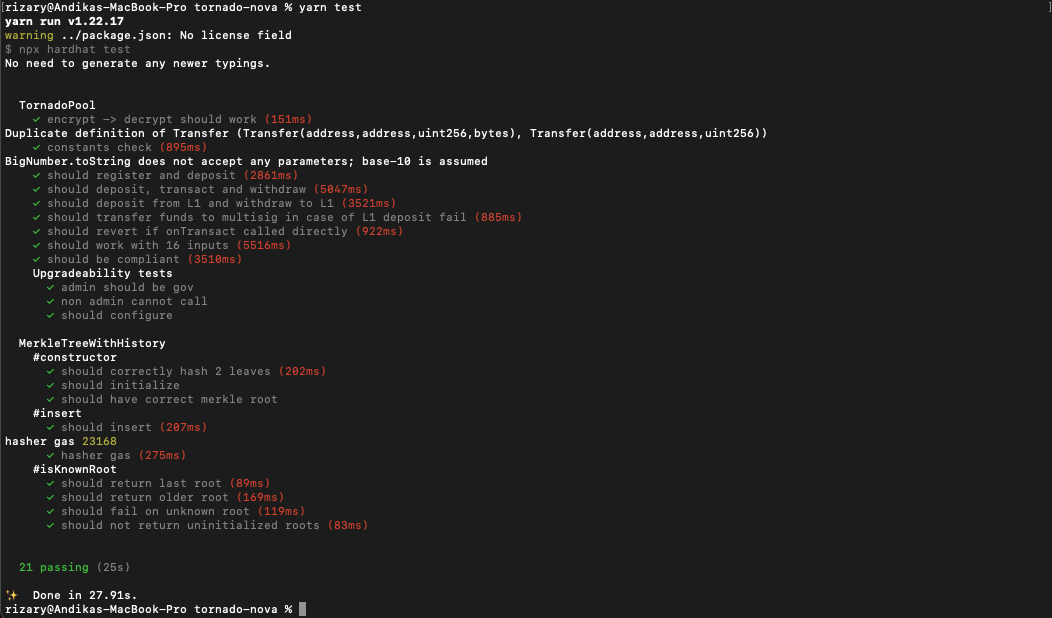 [rizary@Andikas-MacBook-Pro tornado-nova % yarn test ]
yarn run v1.22.17
warning ../package.json: No license field
$ npx hardhat test
No need to generate any newer typings.
TornadoPool
✓ encrypt -> decrypt should work (151ms)
Duplicate definition of Transfer (Transfer(address,address,uint256,bytes), Transfer(address,address,uint256))
✓ constants check (895ms)
BigNumber.toString does not accept any parameters; base-10 is assumed
✓ should register and deposit (2861ms)
✓ should deposit, transact and withdraw (5047ms)
✓ should deposit from L1 and withdraw to L1 (3521ms)
✓ should transfer funds to multisig in case of L1 deposit fail (885ms)
✓ should revert if onTransact called directly (922ms)
✓ should work with 16 inputs (5516ms)
✓ should be compliant (3510ms)
Upgradeability tests
✓ admin should be gov
✓ non admin cannot call
✓ should configure
MerkleTreeWithHistory
#constructor
✓ should correctly hash 2 leaves (202ms)
✓ should initialize
✓ should have correct merkle root
#insert
✓ should insert (207ms)
hasher gas 23168
✓ hasher gas (275ms)
#isKnownRoot
✓ should return last root (89ms)
✓ should return older root (169ms)
✓ should fail on unknown root (119ms)
✓ should not return uninitialized roots (83ms)
21 passing (25s)
✨ Done in 27.91s.
rizary@Andikas-MacBook-Pro tornado-nova %